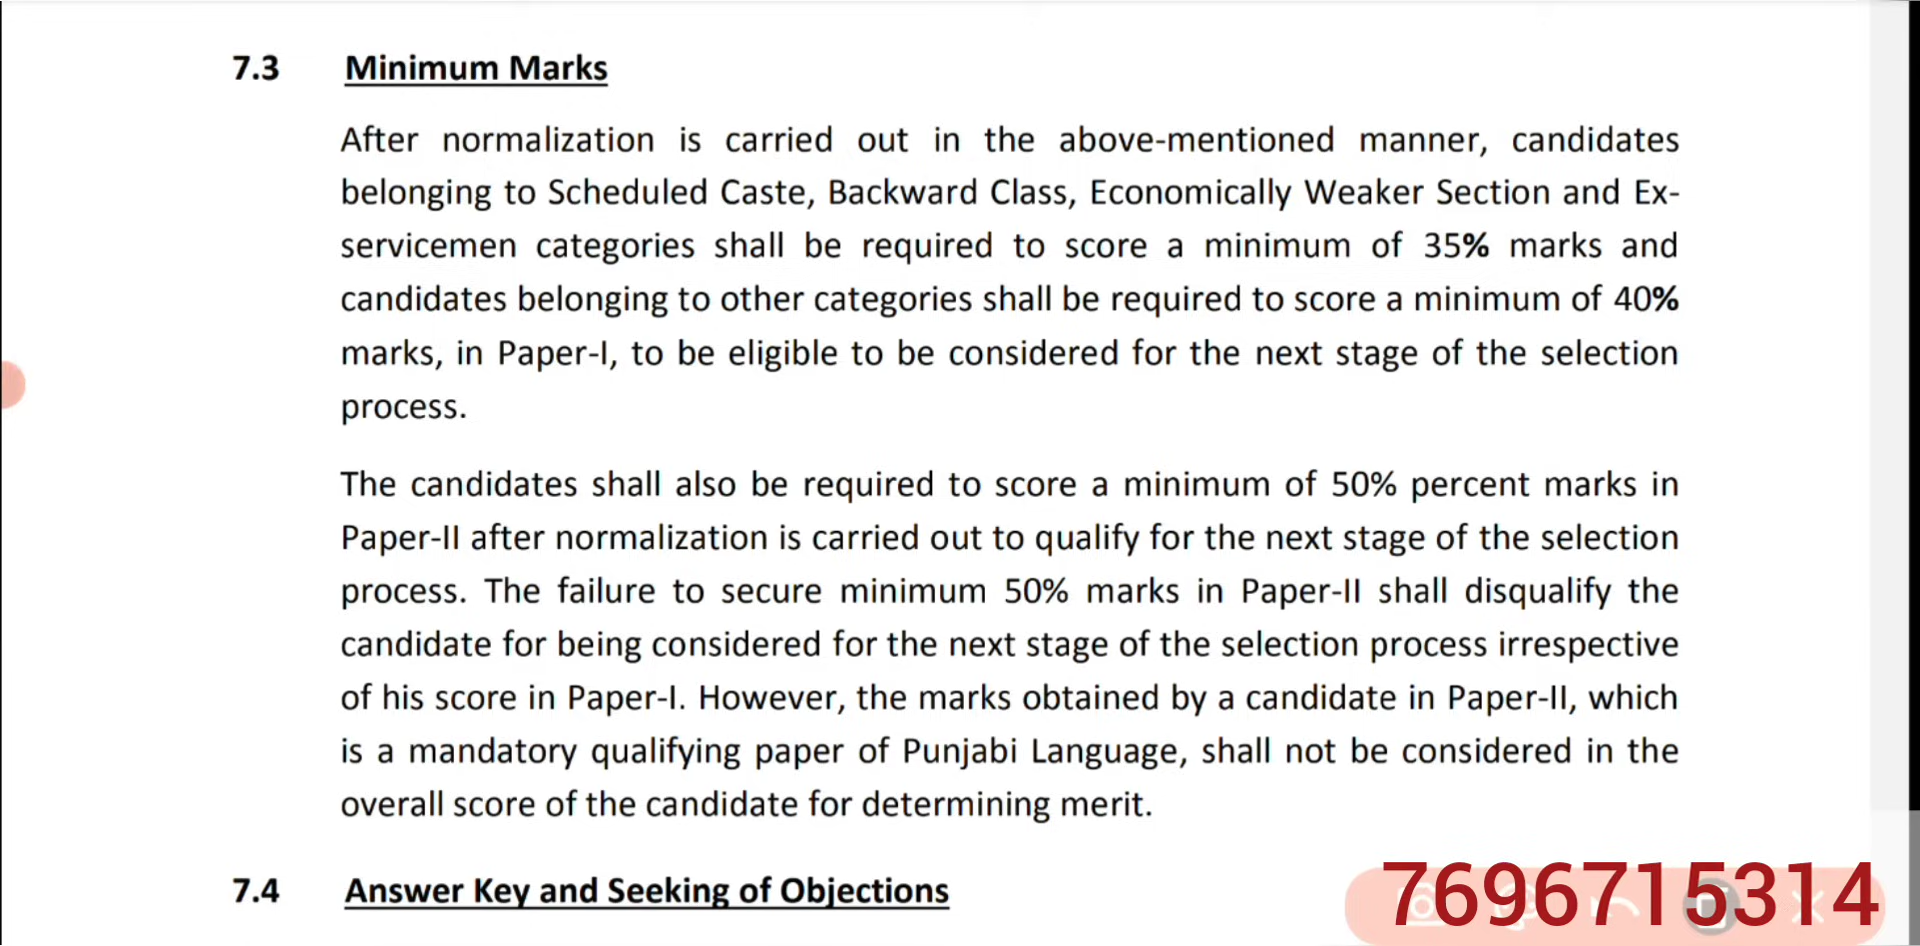 7.3 Minimum Marks
After normalization is carried out in the above-mentioned manner, candidates
belonging to Scheduled Caste, Backward Class, Economically Weaker Section and Ex-
servicemen categories shall be required to score a minimum of 35% marks and
candidates belonging to other categories shall be required to score a minimum of 40%
marks, in Paper-I, to be eligible to be considered for the next stage of the selection
process.
The candidates shall also be required to score a minimum of 50% percent marks in
Paper-II after normalization is carried out to qualify for the next stage of the selection
process. The failure to secure minimum 50% marks in Paper-II shall disqualify the
candidate for being considered for the next stage of the selection process irrespective
of his score in Paper-I. However, the marks obtained by a candidate in Paper-II, which
is a mandatory qualifying paper of Punjabi Language, shall not be considered in the
overall score of the candidate for determining merit.
7.4 Answer Key and Seeking of Objections
7696715314